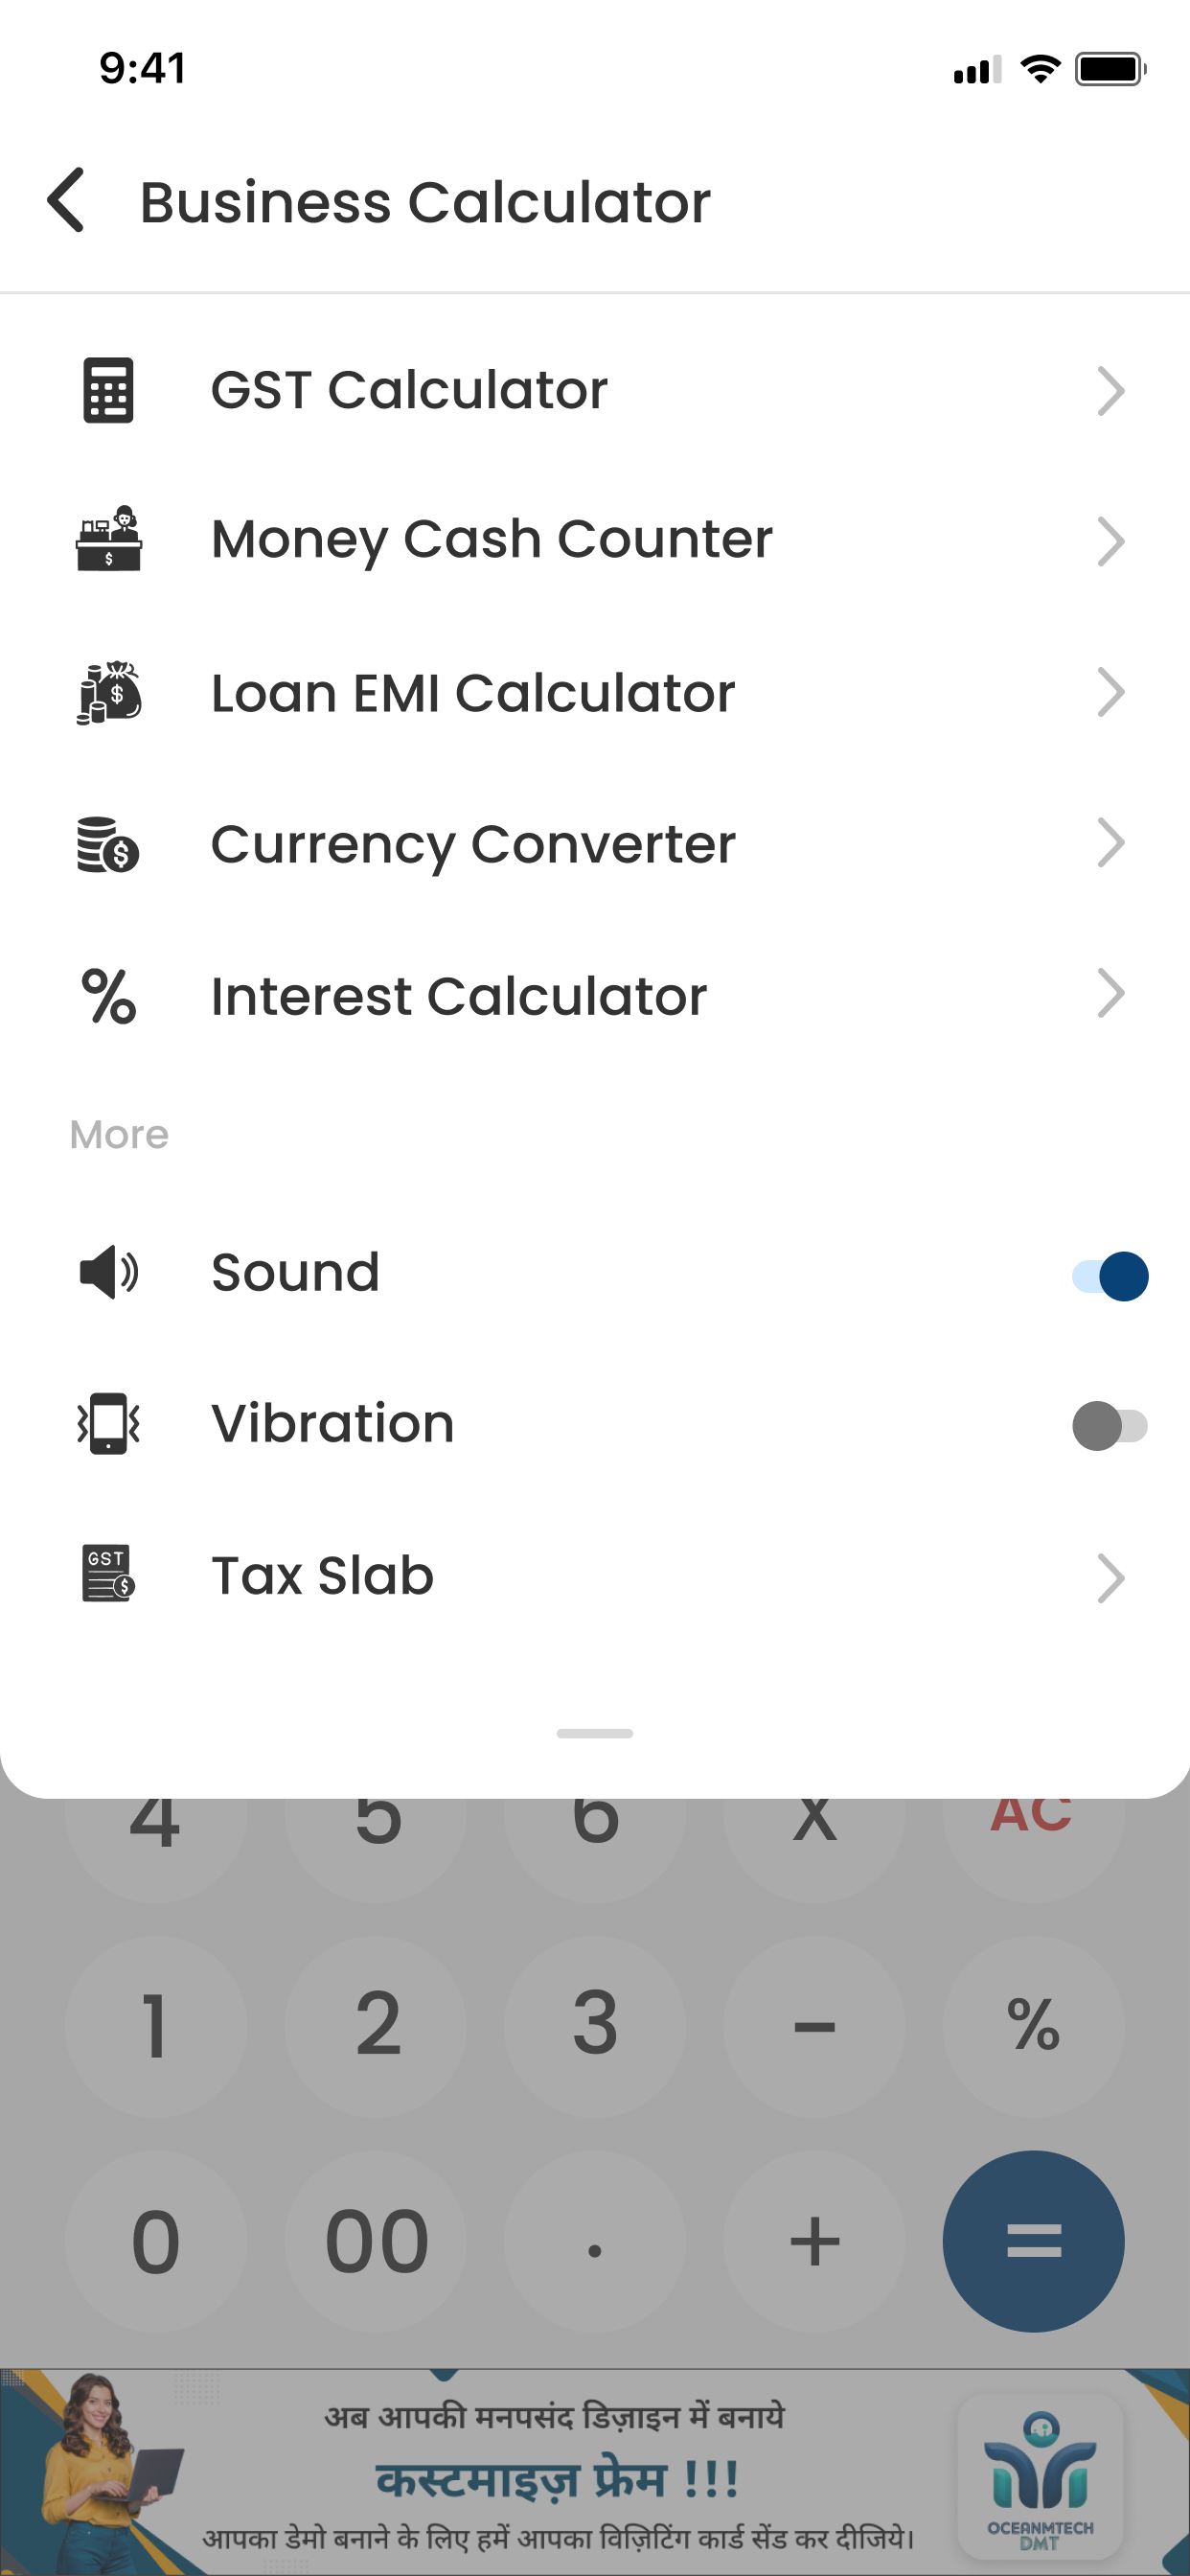 9:41
Business Calculator
GST Calculator
Money Cash Counter
Loan EMI Calculator
Currency Converter
% Interest Calculator
More
Sound
Vibration
GST
Tax Slab
4 5 6 X AC
1 2 3 - %
0 00 . + =
अब आपकी मनपसंद डिज़ाइन में बनाये
कस्टमाइज़ फ्रेम !!!
आपका डेमो बनाने के लिए हमें आपका विज़िटिंग कार्ड सेंड कर दीजिये।
OCEANMTECH
DMT